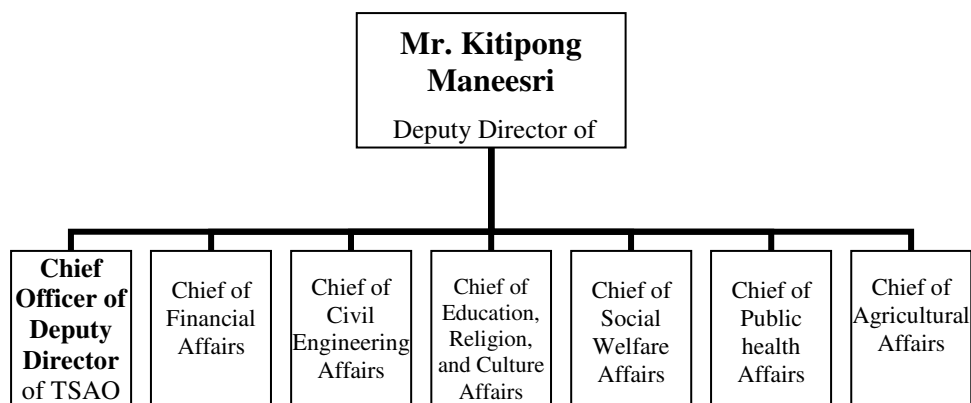 Mr. Kitipong
Maneesri
Deputy Director of
Chief
Officer of
Deputy
Director
of TSAO
Chief of
Financial
Affairs
Chief of
Civil
Engineering
Affairs
Chief of
Education,
Religion,
and Culture
Affairs
Chief of
Social
Welfare
Affairs
Chief of
Public
health
Affairs
Chief of
Agricultural
Affairs